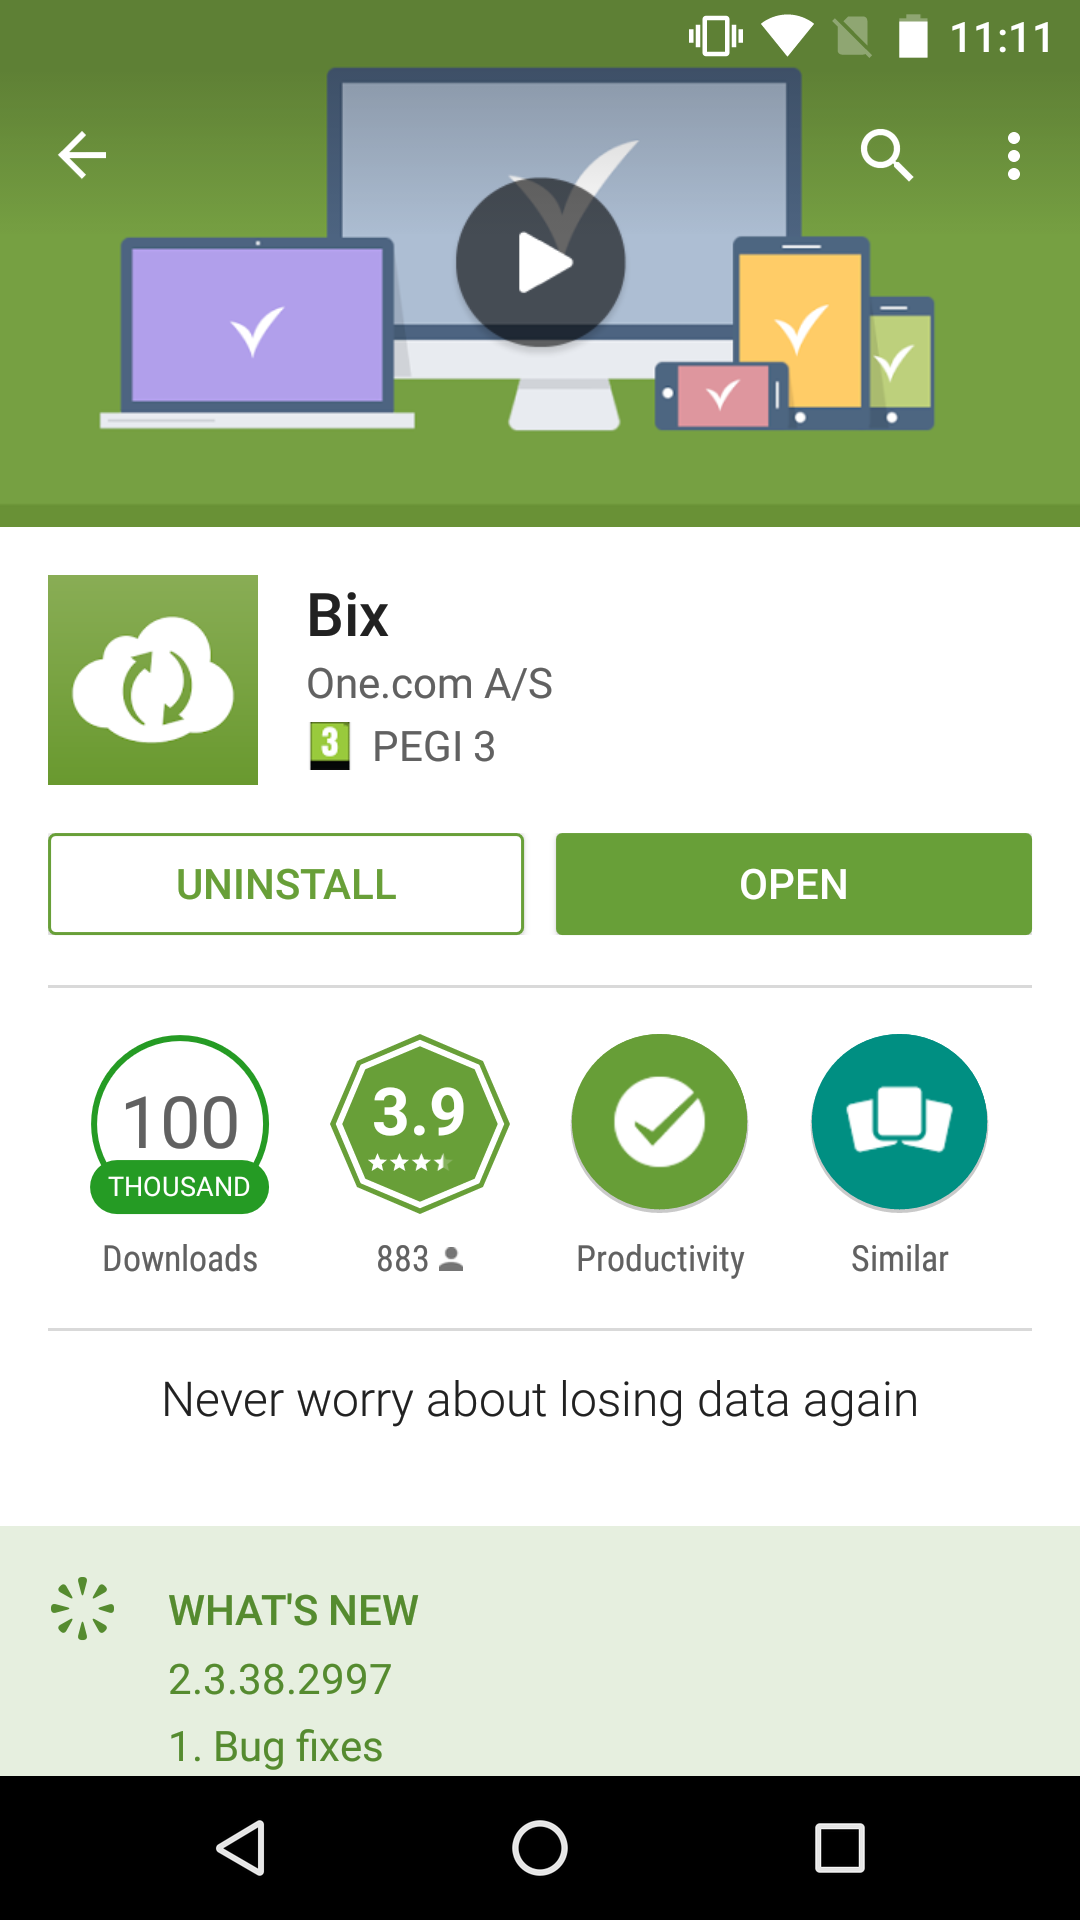 11:11
Bix
One.com A/S
3 PEGI 3
UNINSTALL OPEN
100 3.9
THOUSAND
Downloads 883 Productivity Similar
Never worry about losing data again
WHAT'S NEW
2.3.38.2997
1. Bug fixes